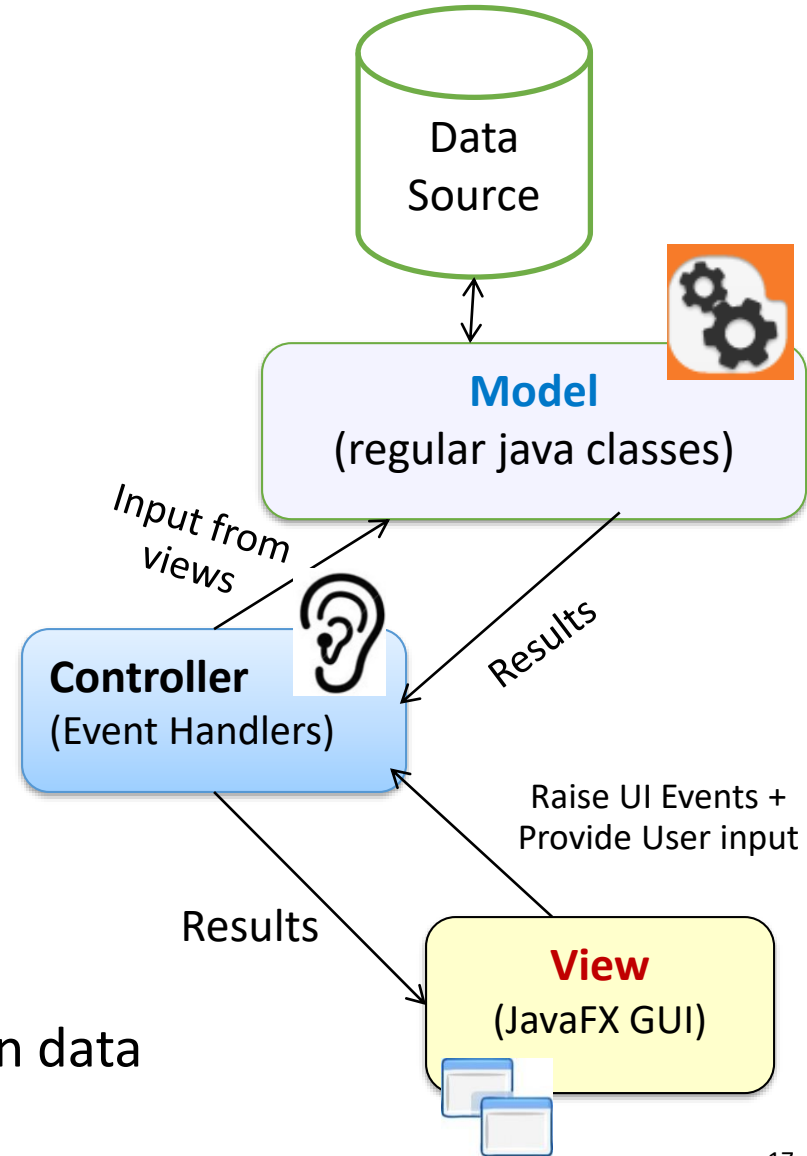 Data
Source
Model
(regular java classes)
Input from
views
Results
Controller
(Event Handlers)
Raise UI Events +
Provide User input
Results
View
(JavaFX GUI)
n data
17